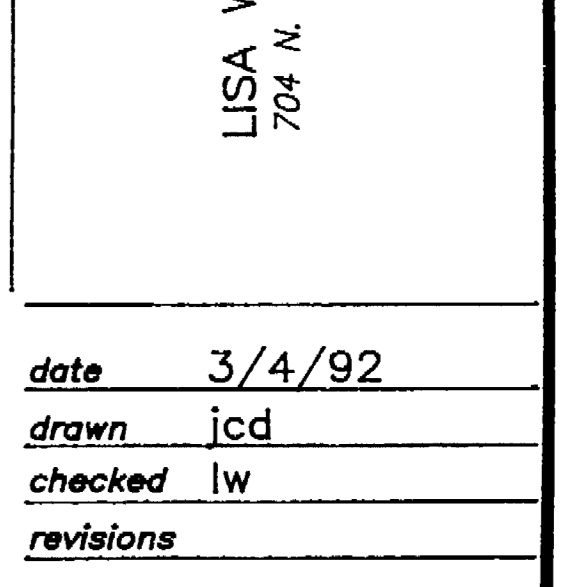 LISA
704 N.
date 3/4/92
drawn jcd
checked lw
revisions